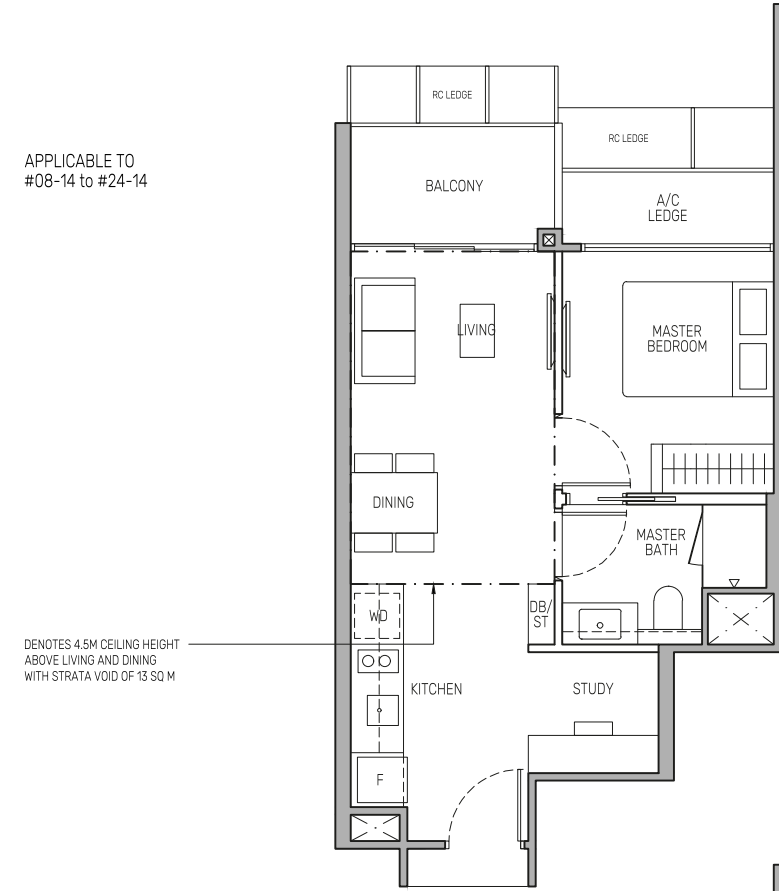 RC LEDGE
RC LEDGE
APPLICABLE TO
#08-14 to #24-14
BALCONY
A/C
LEDGE
LIVING
MASTER
BEDROOM
DINING
MASTER
BATH
WD
DB/
ST
DENOTES 4.5M CEILING HEIGHT
ABOVE LIVING AND DINING
WITH STRATA VOID OF 13 SQ M
KITCHEN
STUDY
F